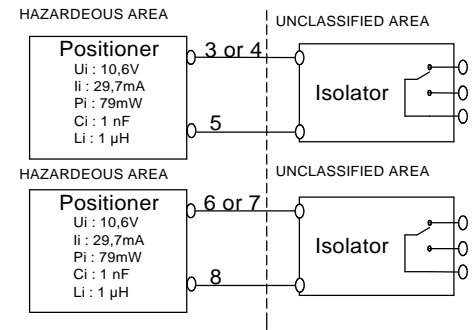 HAZARDEOUS AREA
UNCLASSIFIED AREA
Positioner
Ui : 10,6V
Ii : 29,7mA
Pi : 79mW
Ci : 1 nF
Li : 1 µH
3 or 4
5
Isolator
HAZARDEOUS AREA
UNCLASSIFIED AREA
Positioner
Ui : 10,6V
Ii : 29,7mA
Pi : 79mW
Ci : 1 nF
Li : 1 µH
6 or 7
8
Isolator